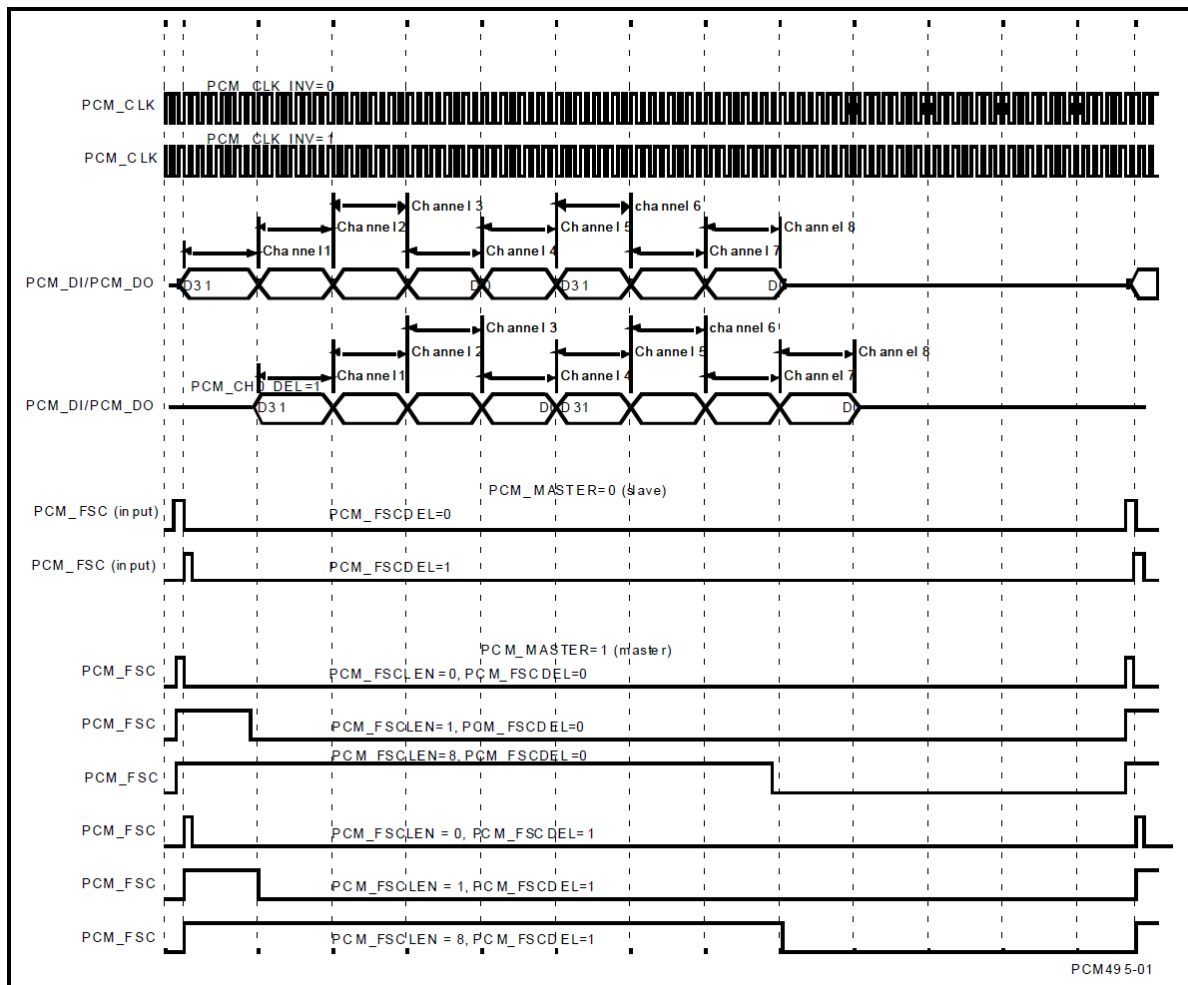 PCM_CLK_INV=0
PCM_CLK
PCM_CLK_INV=1
PCM_CLK
Channel 3
channel 6
Channel 2
Channel 5
Channel 8
Channel 1
Channel 4
Channel 7
PCM_DI/PCM_DO
D31
D0
D31
Channel 3
channel 6
Channel 2
Channel 5
Channel 8
PCM_CH0_DEL=1
Channel 1
Channel 4
Channel 7
PCM_DI/PCM_DO
D31
D31
PCM_MASTER=0 (slave)
PCM_FSC (input)
PCM_FSCDEL=0
PCM_FSC (input)
PCM_FSCDEL=1
PCM_MASTER=1 (master)
PCM_FSC
PCM_FSCLEN=0, PCM_FSCDEL=0
PCM_FSC
PCM_FSCLEN=1, PCM_FSCDEL=0
PCM_FSCLEN=8, PCM_FSCDEL=0
PCM_FSC
PCM_FSC
PCM_FSCLEN = 0, PCM_FSCDEL=1
PCM_FSC
PCM_FSCLEN = 1, PCM_FSCDEL=1
PCM_FSC
PCM_FSCLEN = 8, PCM_FSCDEL=1
PCM495-01